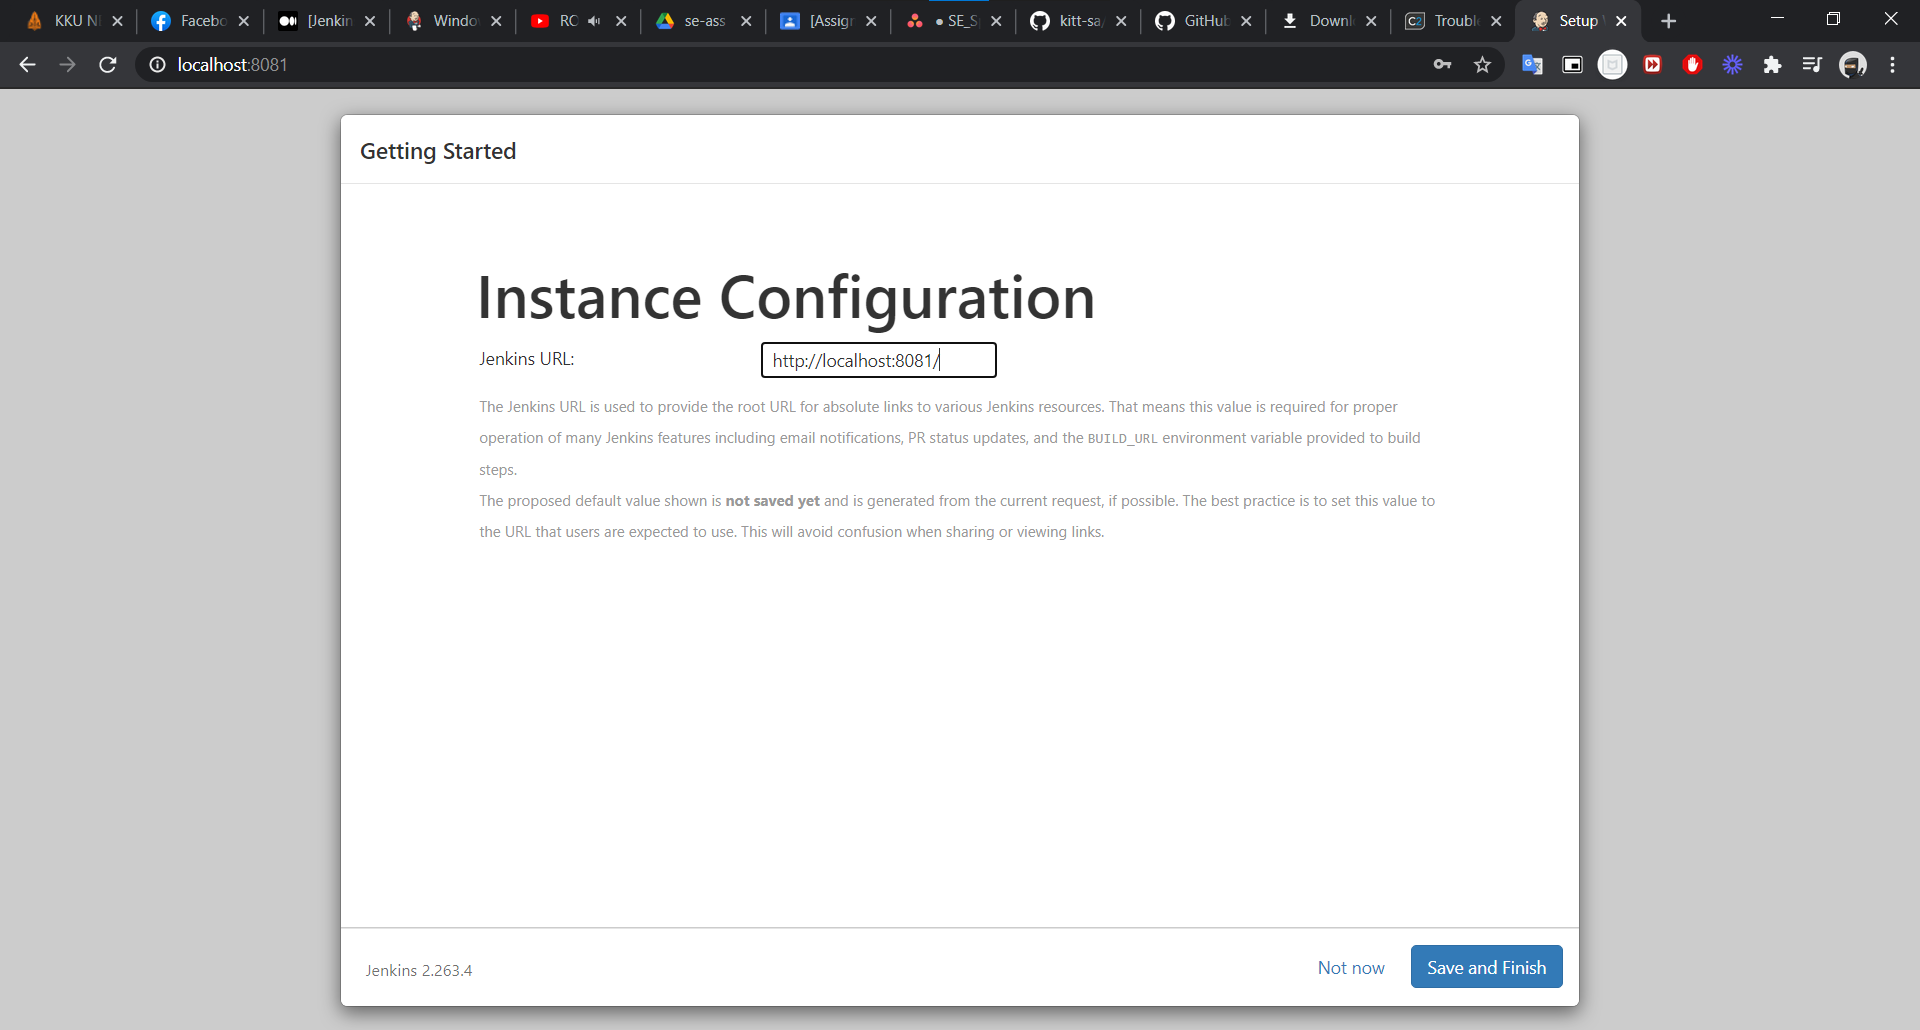 KKU N
Facebo
[Jenkin
Windo
RC
se-ass
[Assign
• SE_S
kitt-sa
GitHub
Downl
Troubl
Setup
localhost:8081
Getting Started
Instance Configuration
Jenkins URL:
http://localhost:8081/
The Jenkins URL is used to provide the root URL for absolute links to various Jenkins resources. That means this value is required for proper
operation of many Jenkins features including email notifications, PR status updates, and the BUILD_URL environment variable provided to build
steps.
The proposed default value shown is not saved yet and is generated from the current request, if possible. The best practice is to set this value to
the URL that users are expected to use. This will avoid confusion when sharing or viewing links.
Jenkins 2.263.4
Not now
Save and Finish